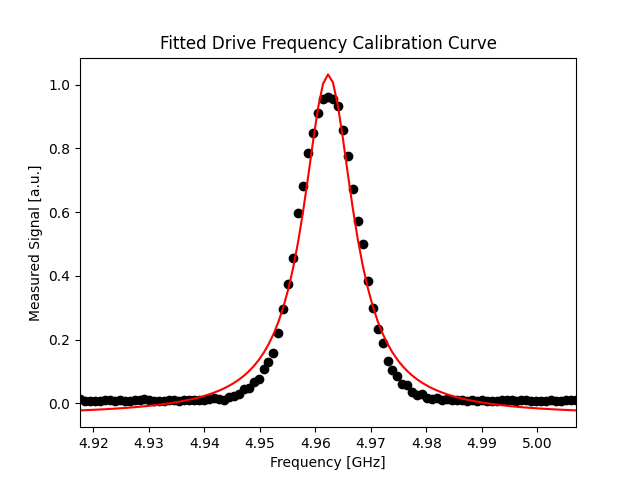 Fitted Drive Frequency Calibration Curve
Measured Signal [a.u.]
1.0
0.8
0.6
0.4
0.2
0.0
4.92 4.93 4.94 4.95 4.96 4.97 4.98 4.99 5.00
Frequency [GHz]